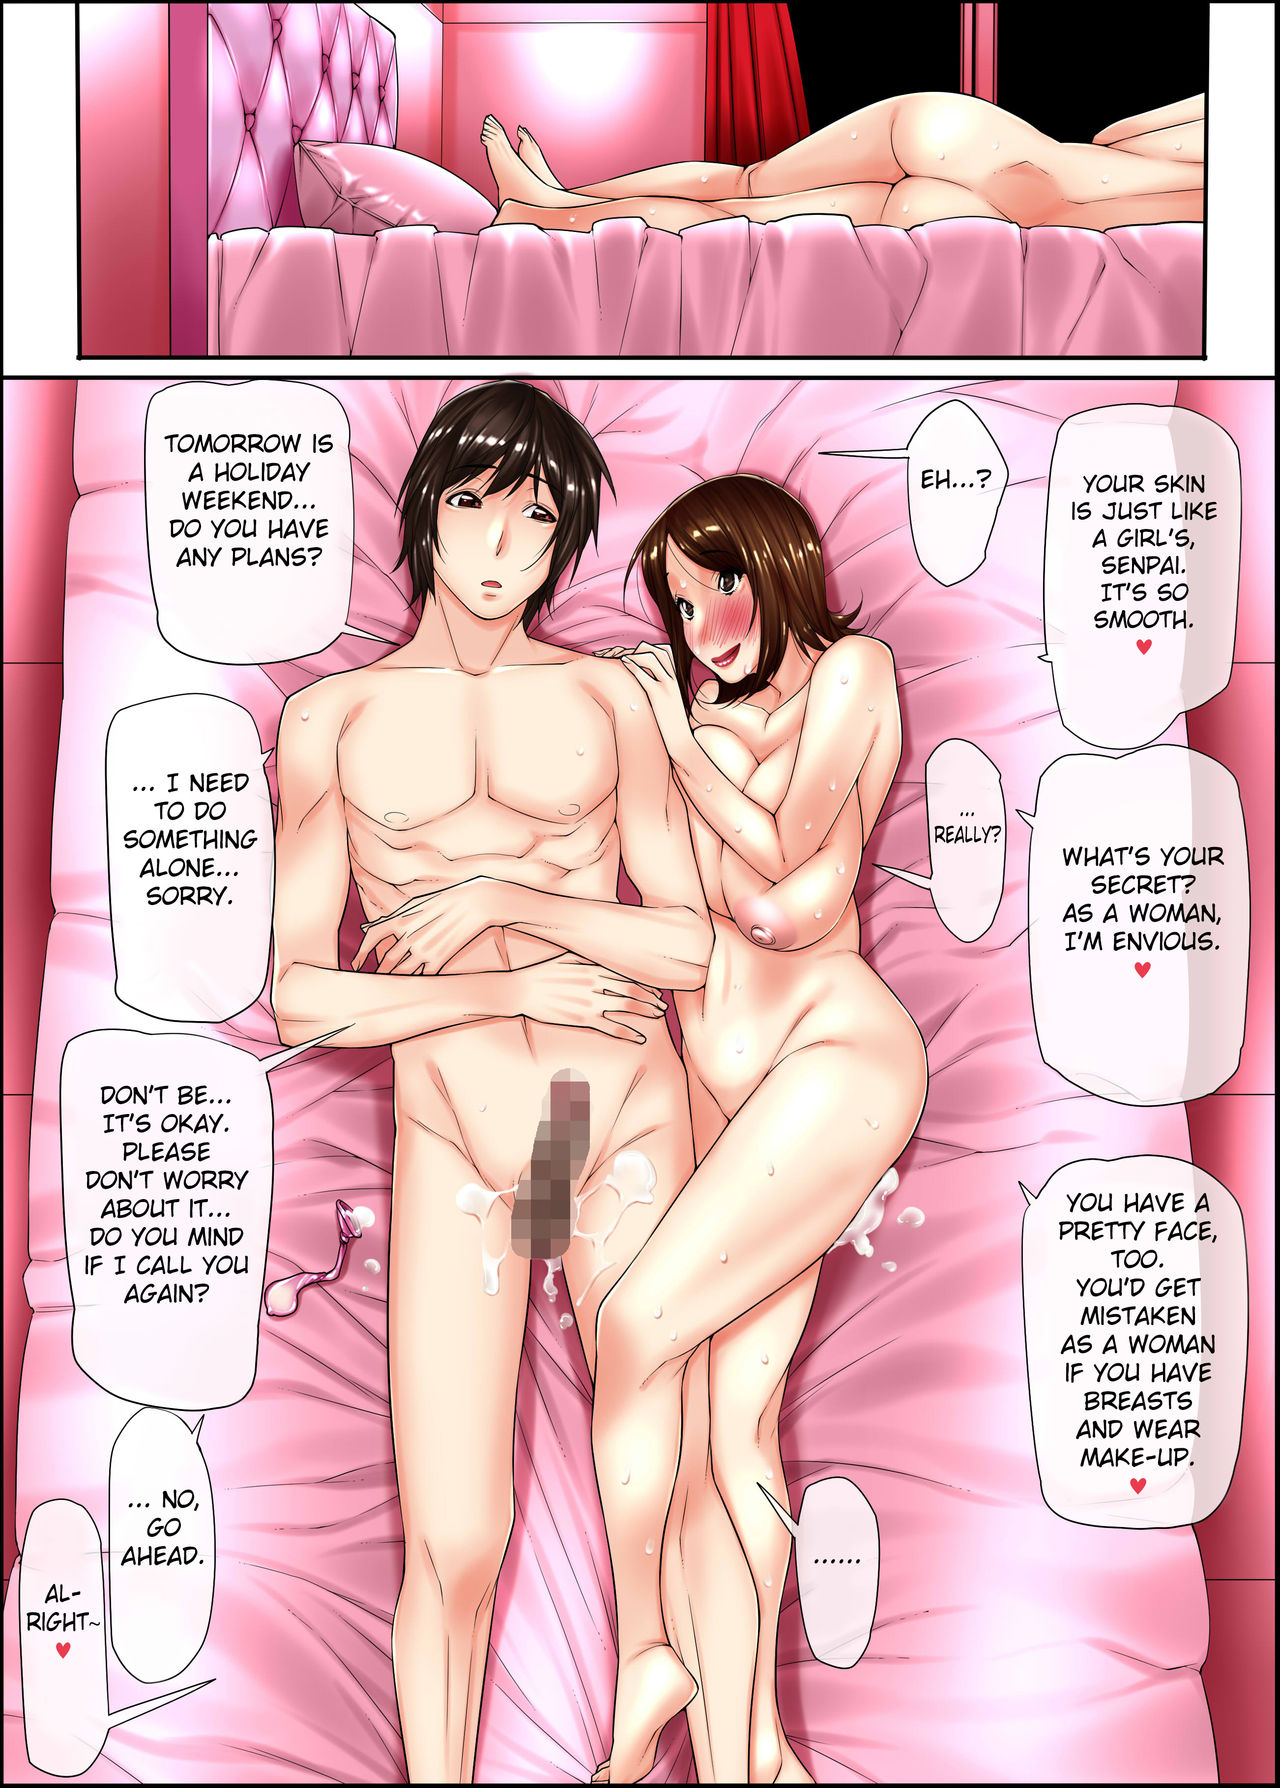 YOUR SKIN
IS JUST LIKE
A GIRL'S,
SENPAI.
IT'S SO
SMOOTH.
♥
EH...?
WHAT'S YOUR
SECRET?
AS A WOMAN,
I'M ENVIOUS.
♥
...
REALLY?
YOU HAVE A
PRETTY FACE,
TOO.
YOU'D GET
MISTAKEN
AS A WOMAN
IF YOU HAVE
BREASTS
AND WEAR
MAKE-UP.
♥
......
TOMORROW IS
A HOLIDAY
WEEKEND...
DO YOU HAVE
ANY PLANS?
... I NEED
TO DO
SOMETHING
ALONE...
SORRY.
DON'T BE...
IT'S OKAY.
PLEASE
DON'T WORRY
ABOUT IT...
DO YOU MIND
IF I CALL YOU
AGAIN?
... NO,
GO
AHEAD.
AL-
RIGHT~
♥